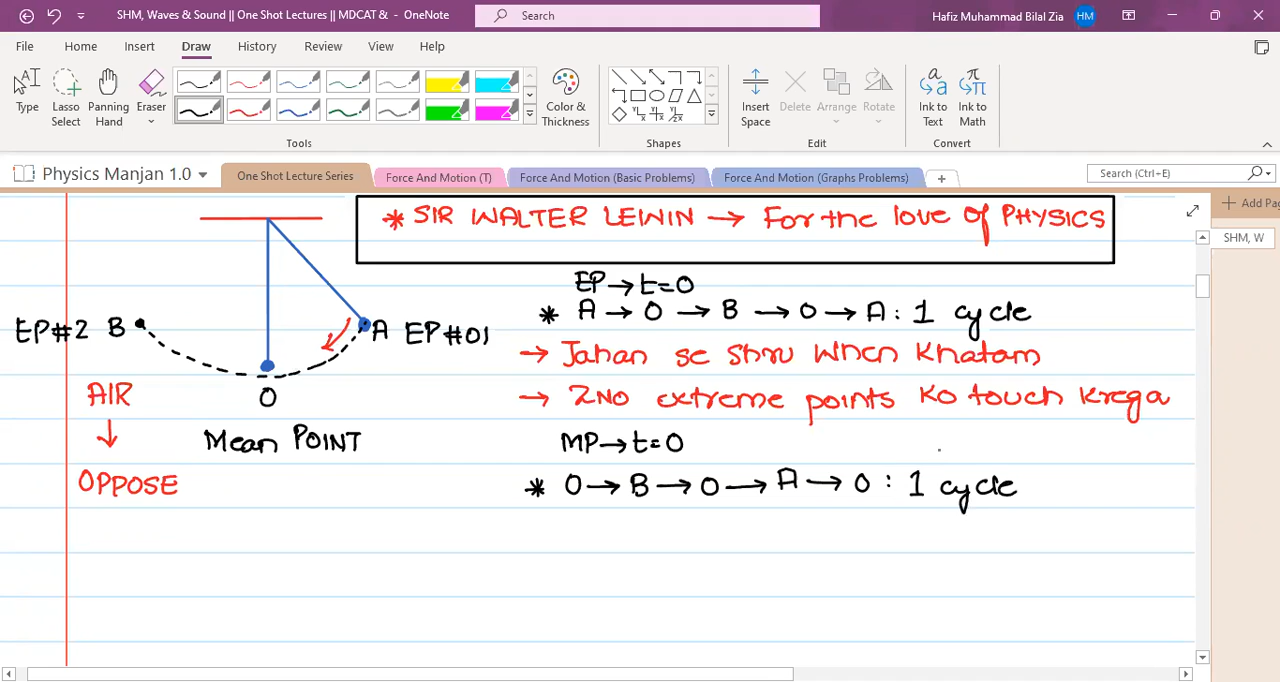 SHM, Waves & Sound || One Shot Lectures || MDCAT & - OneNote
Search
Hafiz Muhammad Bilal Zia
HM
File Home Insert Draw History Review View Help
Type
Lasso Select
Panning Hand
Eraser
Color & Thickness
Insert Space
Delete
Arrange
Rotate
Ink to Text
Ink to Math
Tools
Shapes
Edit
Convert
Physics Manjan 1.0
One Shot Lecture Series
Force And Motion (T)
Force And Motion (Basic Problems)
Force And Motion (Graphs Problems)
Search (Ctrl+E)
Add Pag
SHM, W
* SIR WALTER LEWIN → For the love of PHYSICS
EP → t=0
* A → O → B → O → A : 1 cycle
EP#2 B
A EP#01
→ Jahan se shru When Khatam
AIR
↓
OPPOSE
O
Mean POINT
→ 2No extreme points Ko touch Krega
MP → t=0
* O → B → O → A → O : 1 cycle